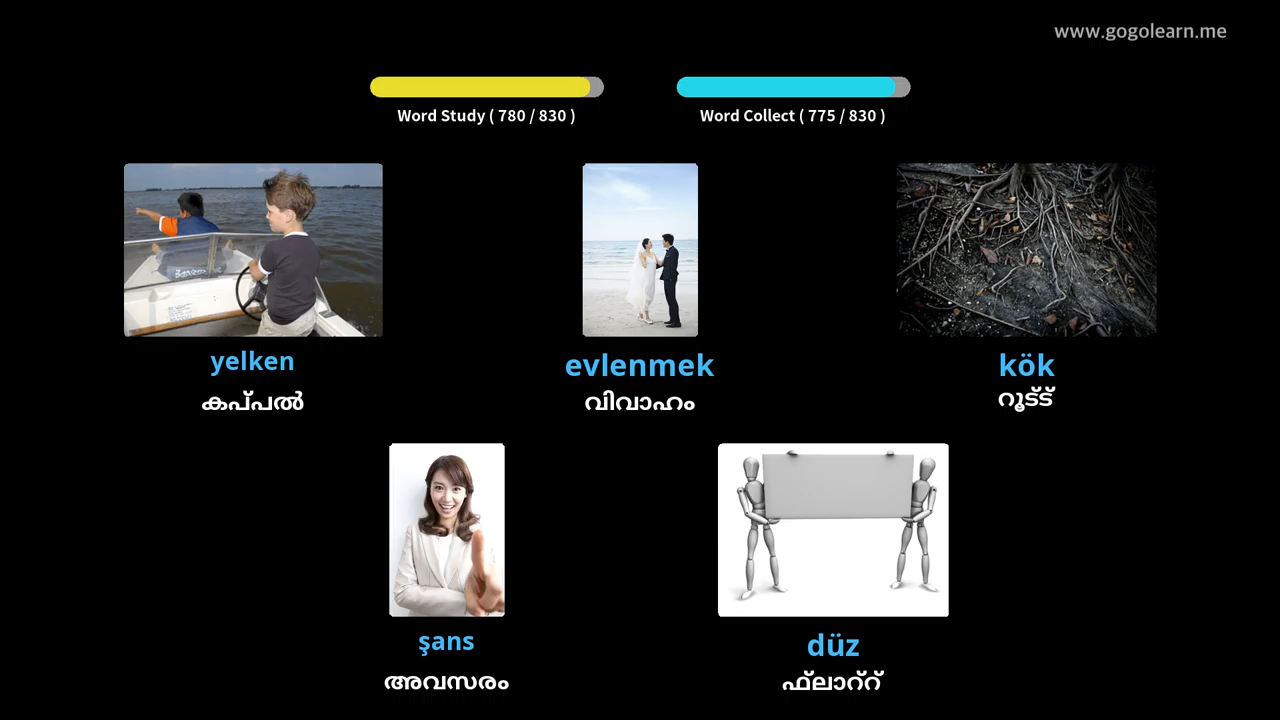 www.gogolearn.me
Word Study ( 780 / 830 )
Word Collect ( 775 / 830 )
yelken
കപ്പൽ
evlenmek
വിവാഹം
kök
റൂട്ട്
şans
അവസരം
düz
ഫ്ലാറ്റ്